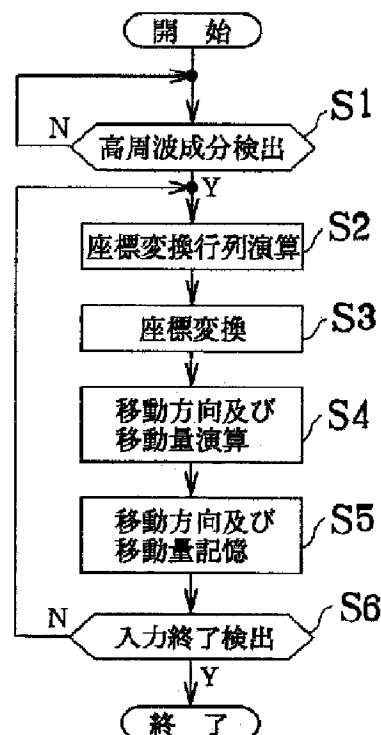 開 始
S1
N
高周波成分検出
Y
S2
座標変換行列演算
S3
座標変換
移動方向及び
移動量演算
S4
移動方向及び
移動量記憶
S5
S6
N
入力終了検出
Y
終 了